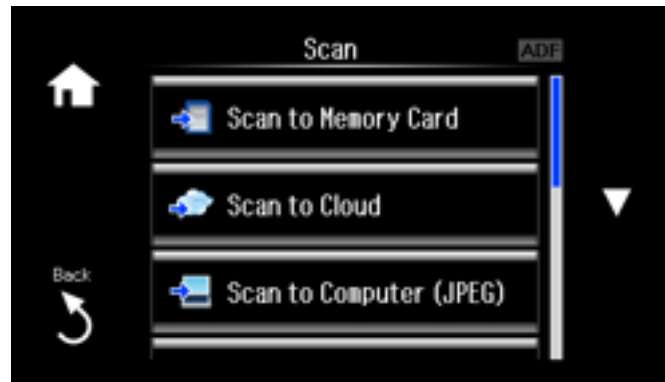 Scan
ADF
Scan to Memory Card
Scan to Cloud
Back
Scan to Computer (JPEG)